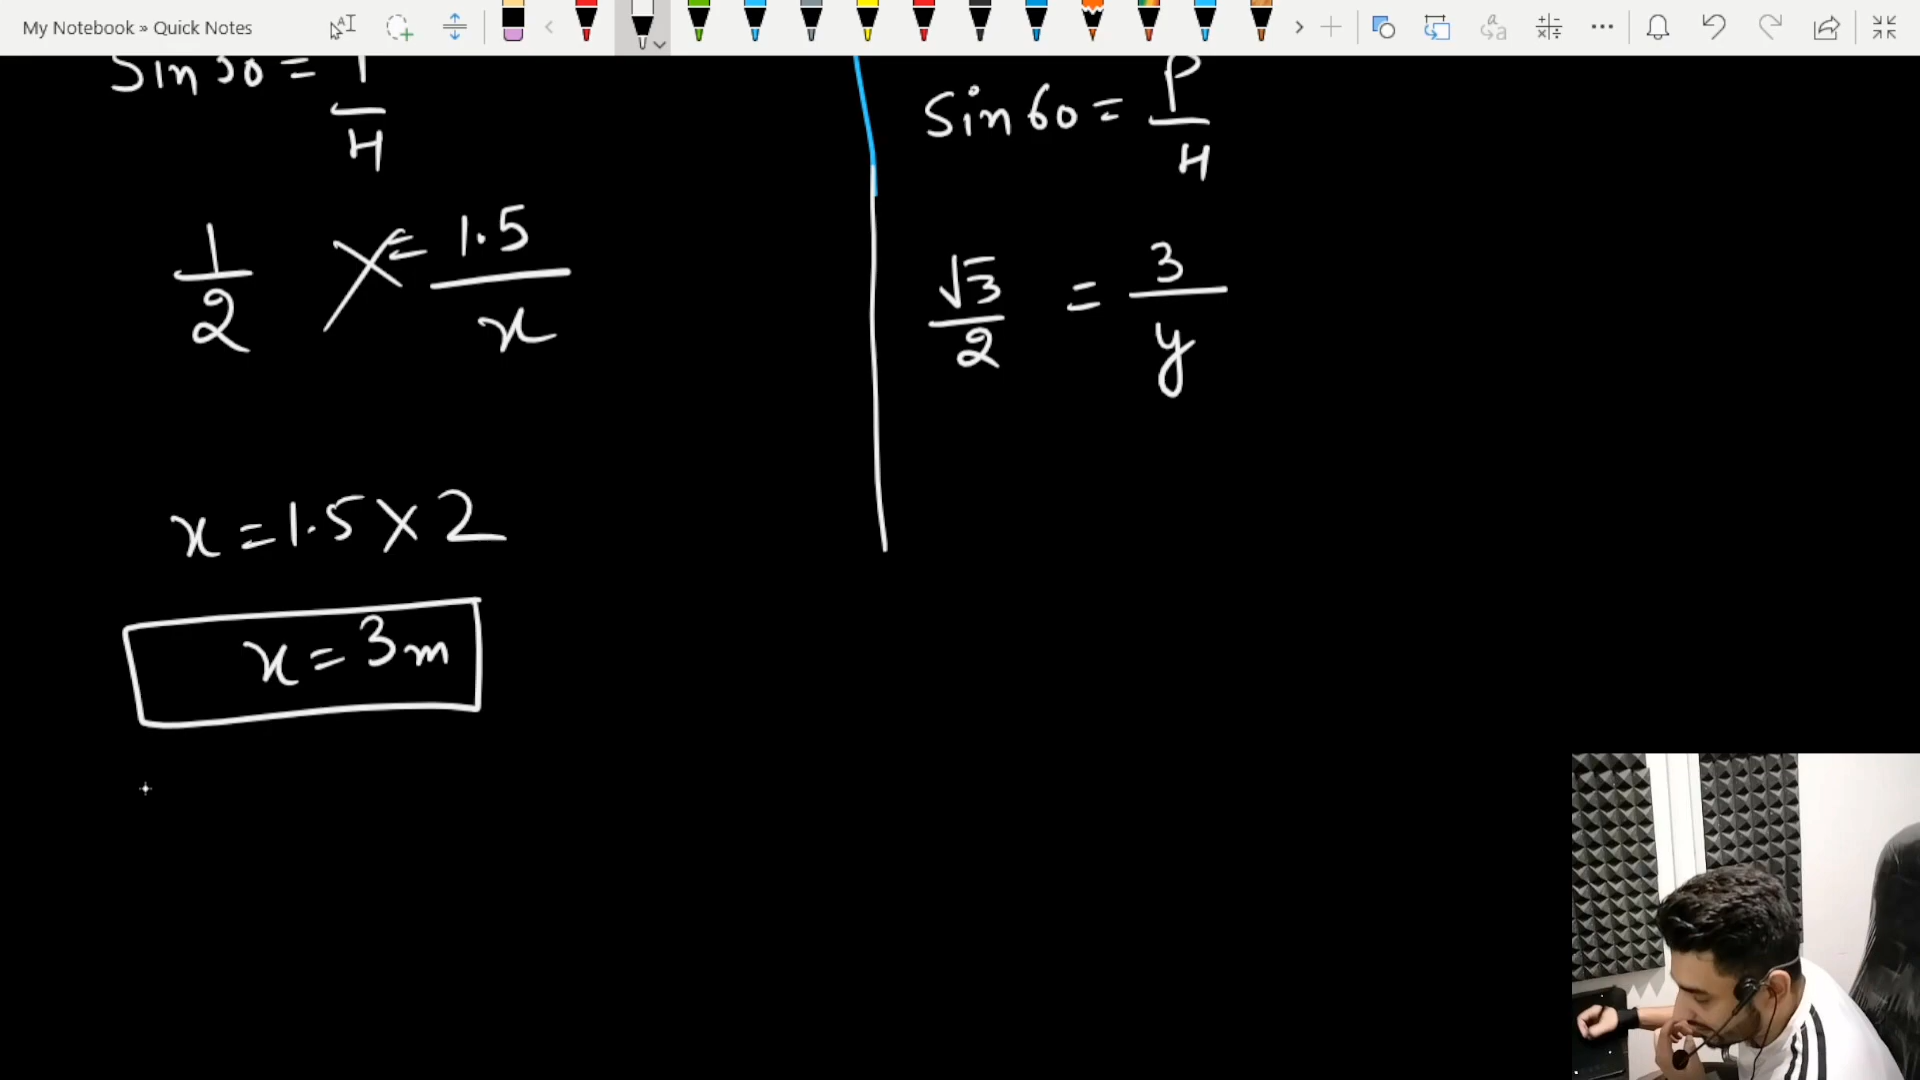 My Notebook » Quick Notes
Sin 30 = P/H
1/2 = 1.5/x
x = 1.5 × 2
x = 3m
Sin 60 = P/H
√3/2 = 3/y